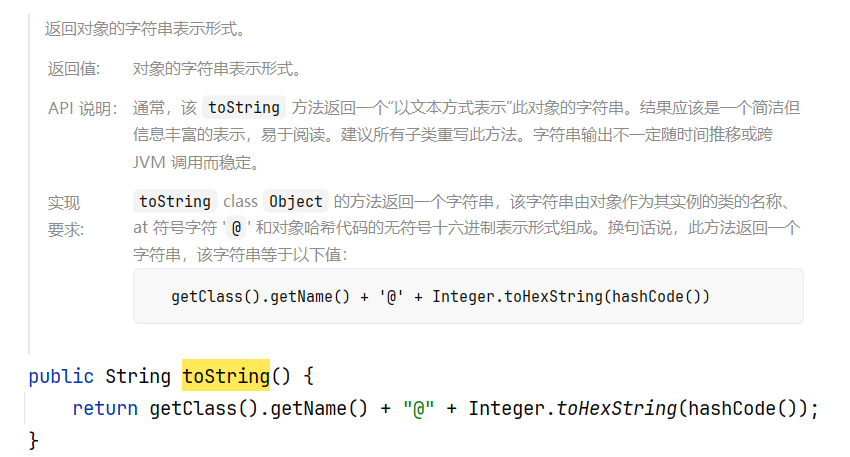 返回对象的字符串表示形式。
返回值: 对象的字符串表示形式。
API 说明: 通常，该 toString 方法返回一个“以文本方式表示”此对象的字符串。结果应该是一个简洁但
信息丰富的表示，易于阅读。建议所有子类重写此方法。字符串输出不一定随时间推移或跨
JVM 调用而稳定。
实现 toString class Object 的方法返回一个字符串，该字符串由对象作为其实例的类的名称、
要求: at 符号字符 '@' 和对象哈希代码的无符号十六进制表示形式组成。换句话说，此方法返回一个
字符串，该字符串等于以下值:
getClass().getName() + '@' + Integer.toHexString(hashCode())
public String toString() {
return getClass().getName() + "@" + Integer.toHexString(hashCode());
}